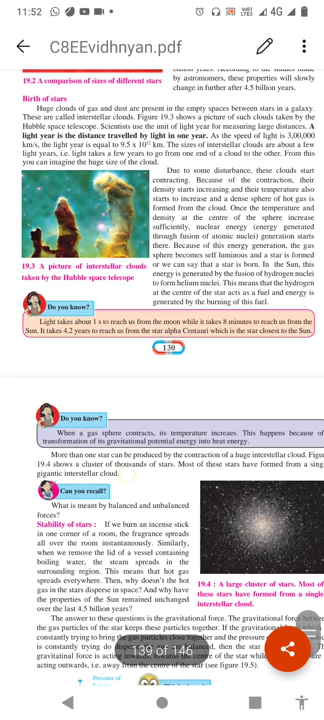 11:52
4G
C8EEvidhnyan.pdf
19.2 A comparison of sizes of different stars
by astronomers, these properties will slowly
change in further after 4.5 billion years.
Birth of stars
Huge clouds of gas and dust are present in the empty spaces between stars in a galaxy.
These are called interstellar clouds. Figure 19.3 shows a picture of such clouds taken by the
Hubble space telescope. Scientists use the unit of light year for measuring large distances. A
light year is the distance travelled by light in one year. As the speed of light is 3,00,000
km/s, the light year is equal to 9.5 x 10¹² km. The sizes of interstellar clouds are about a few
light years, i.e. light takes a few years to go from one end of a cloud to the other. From this
you can imagine the huge size of the cloud.
Due to some disturbance, these clouds start
contracting. Because of the contraction, their
density starts increasing and their temperature also
starts to increase and a dense sphere of hot gas is
formed from the cloud. Once the temperature and
density at the centre of the sphere increase
sufficiently, nuclear energy (energy generated
through fusion of atomic nuclei) generation starts
there. Because of this energy generation, the gas
sphere becomes self luminous and a star is formed
or we can say that a star is born. In the Sun, this
energy is generated by the fusion of hydrogen nuclei
to form helium nuclei. This means that the hydrogen
at the centre of the star acts as a fuel and energy is
generated by the burning of this fuel.
19.3 A picture of interstellar clouds
taken by the Hubble space telecope
Do you know?
Light takes about 1 s to reach us from the moon while it takes 8 minutes to reach us from the
Sun. It takes 4.2 years to reach us from the star alpha Centauri which is the star closest to the Sun.
130
Do you know?
When a gas sphere contracts, its temperature increaes. This happens because of
transformation of its gravitational potential energy into heat energy.
More than one star can be produced by the contraction of a huge interstellar cloud. Figu
19.4 shows a cluster of thousands of stars. Most of these stars have formed from a sing
gigantic interstellar cloud.
Can you recall?
What is meant by balanced and unbalanced
forces?
Stability of stars : If we burn an incense stick
in one corner of a room, the fragrance spreads
all over the room instantaneously. Similarly,
when we remove the lid of a vessel containing
boiling water, the steam spreads in the
surrounding region. This means that hot gas
spreads everywhere. Then, why doesn't the hot
gas in the stars disperse in space? And why have
the properties of the Sun remained unchanged
over the last 4.5 billion years?
19.4 : A large cluster of stars. Most of
these stars have formed from a single
interstellar cloud.
The answer to these questions is the gravitational force. The gravitational force betwee
the gas particles of the star keeps these particles together. If the gravitational
constantly trying to bring the gas particles close together and the pressure
is constantly trying to
then the star
gravitational force is acting
centre of the star while
acting outwards, i.e. away from the centre of the star (see figure 19.5).
139 of 146
Pressure of